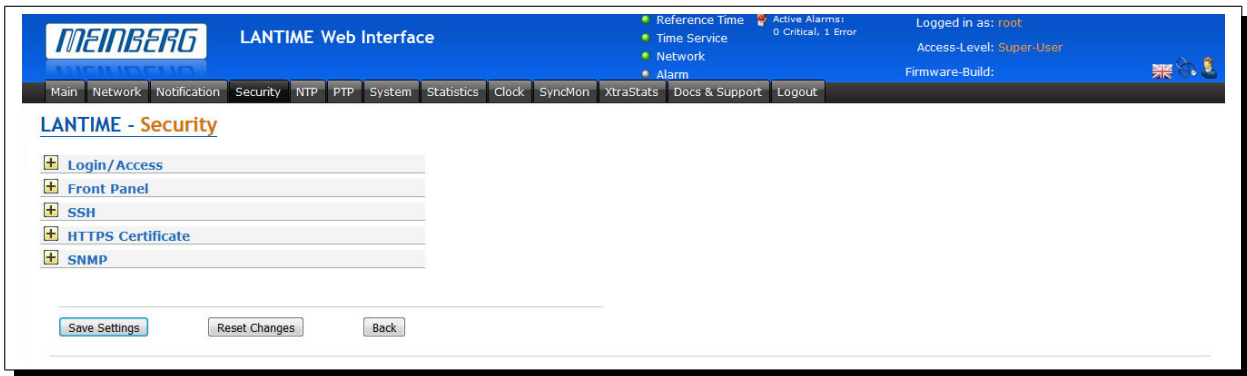 MEINBERG
LANTIME Web Interface
Reference Time
Time Service
Network
Alarm
Active Alarms:
0 Critical, 1 Error
Logged in as: root
Access-Level: Super-User
Firmware-Build:
Main Network Notification Security NTP PTP System Statistics Clock SyncMon XtraStats Docs & Support Logout
LANTIME - Security
Login/Access
Front Panel
SSH
HTTPS Certificate
SNMP
Save Settings Reset Changes Back